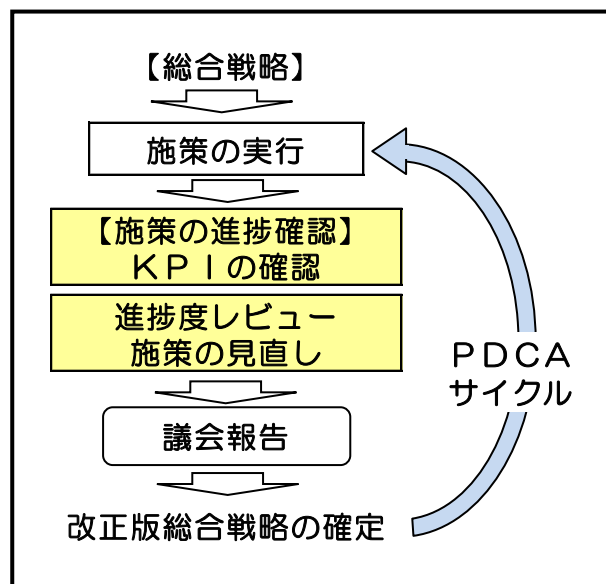 【総合戦略】
施策の実行
【施策の進捗確認】
ＫＰＩの確認
進捗度レビュー
施策の見直し
議会報告
改正版総合戦略の確定
ＰＤＣＡ
サイクル